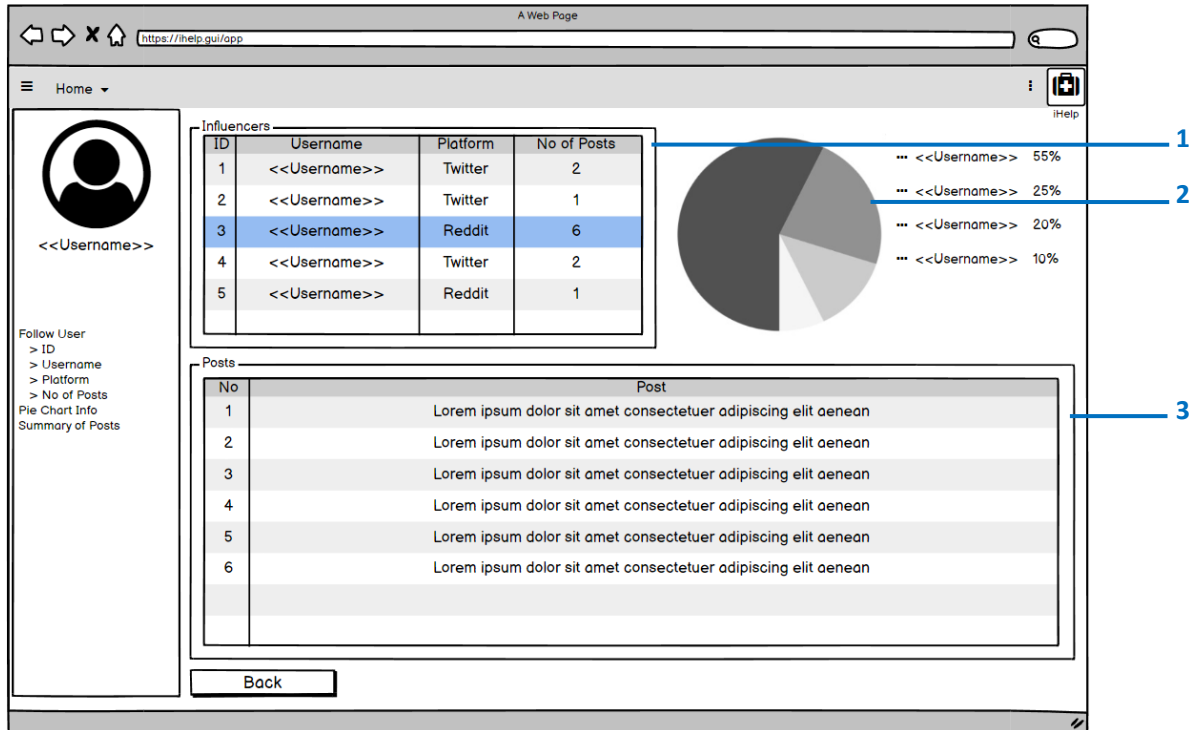 A Web Page
https://ihelp.gui/app
Home
iHelp
<<Username>>
Follow User
> ID
> Username
> Platform
> No of Posts
Pie Chart Info
Summary of Posts
Influencers
ID Username Platform No of Posts
1 <<Username>> Twitter 2
2 <<Username>> Twitter 1
3 <<Username>> Reddit 6
4 <<Username>> Twitter 2
5 <<Username>> Reddit 1
<<Username>> 55%
<<Username>> 25%
<<Username>> 20%
<<Username>> 10%
1
2
Posts
No Post
1 Lorem ipsum dolor sit amet consectetuer adipiscing elit aenean
2 Lorem ipsum dolor sit amet consectetuer adipiscing elit aenean
3 Lorem ipsum dolor sit amet consectetuer adipiscing elit aenean
4 Lorem ipsum dolor sit amet consectetuer adipiscing elit aenean
5 Lorem ipsum dolor sit amet consectetuer adipiscing elit aenean
6 Lorem ipsum dolor sit amet consectetuer adipiscing elit aenean
3
Back